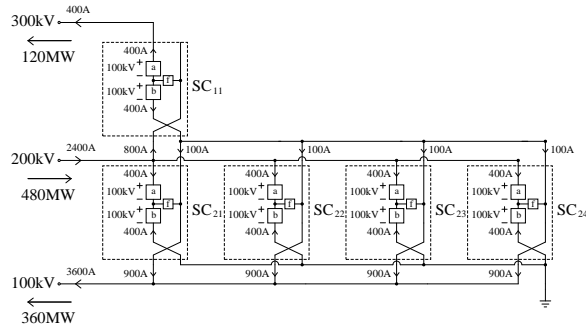 300kV 400A
120MW
400A
100kV + a -
f
SC11
100kV + b -
400A
800A
100A 100A 100A 100A
200kV 2400A
480MW
400A 400A 400A 400A
100kV + a - 100kV + a - 100kV + a - 100kV + a -
f f f f
SC21 SC22 SC23 SC24
100kV + b - 100kV + b - 100kV + b - 100kV + b -
400A 400A 400A 400A
3600A 900A 900A 900A 900A
100kV
360MW